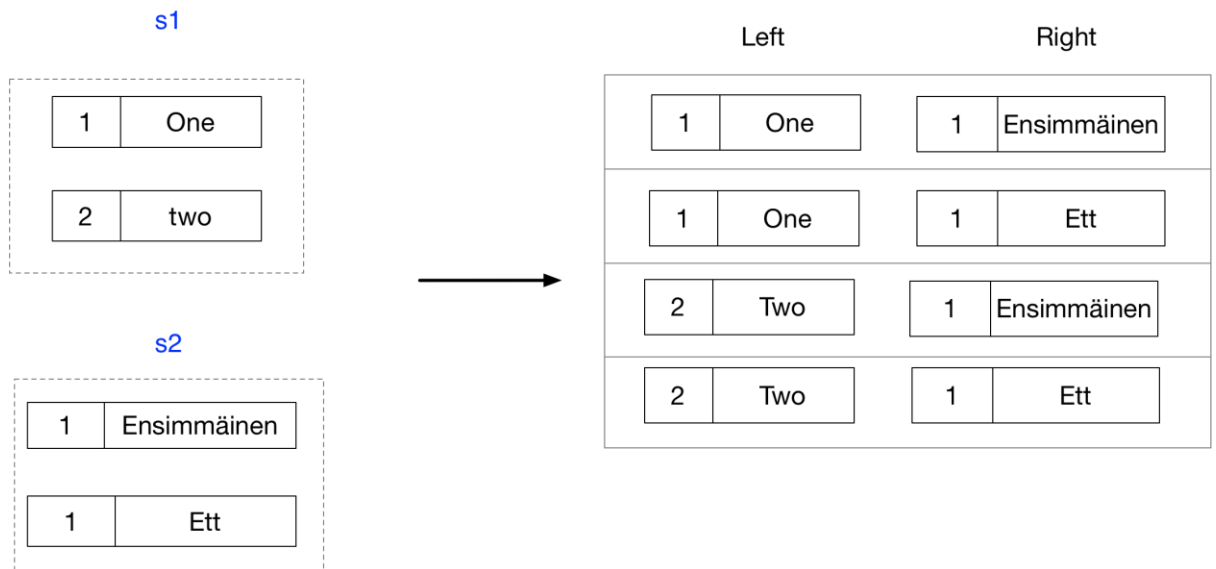 s1
1 One
2 two
s2
1 Ensimmäinen
1 Ett
Left Right
1 One 1 Ensimmäinen
1 One 1 Ett
2 Two 1 Ensimmäinen
2 Two 1 Ett